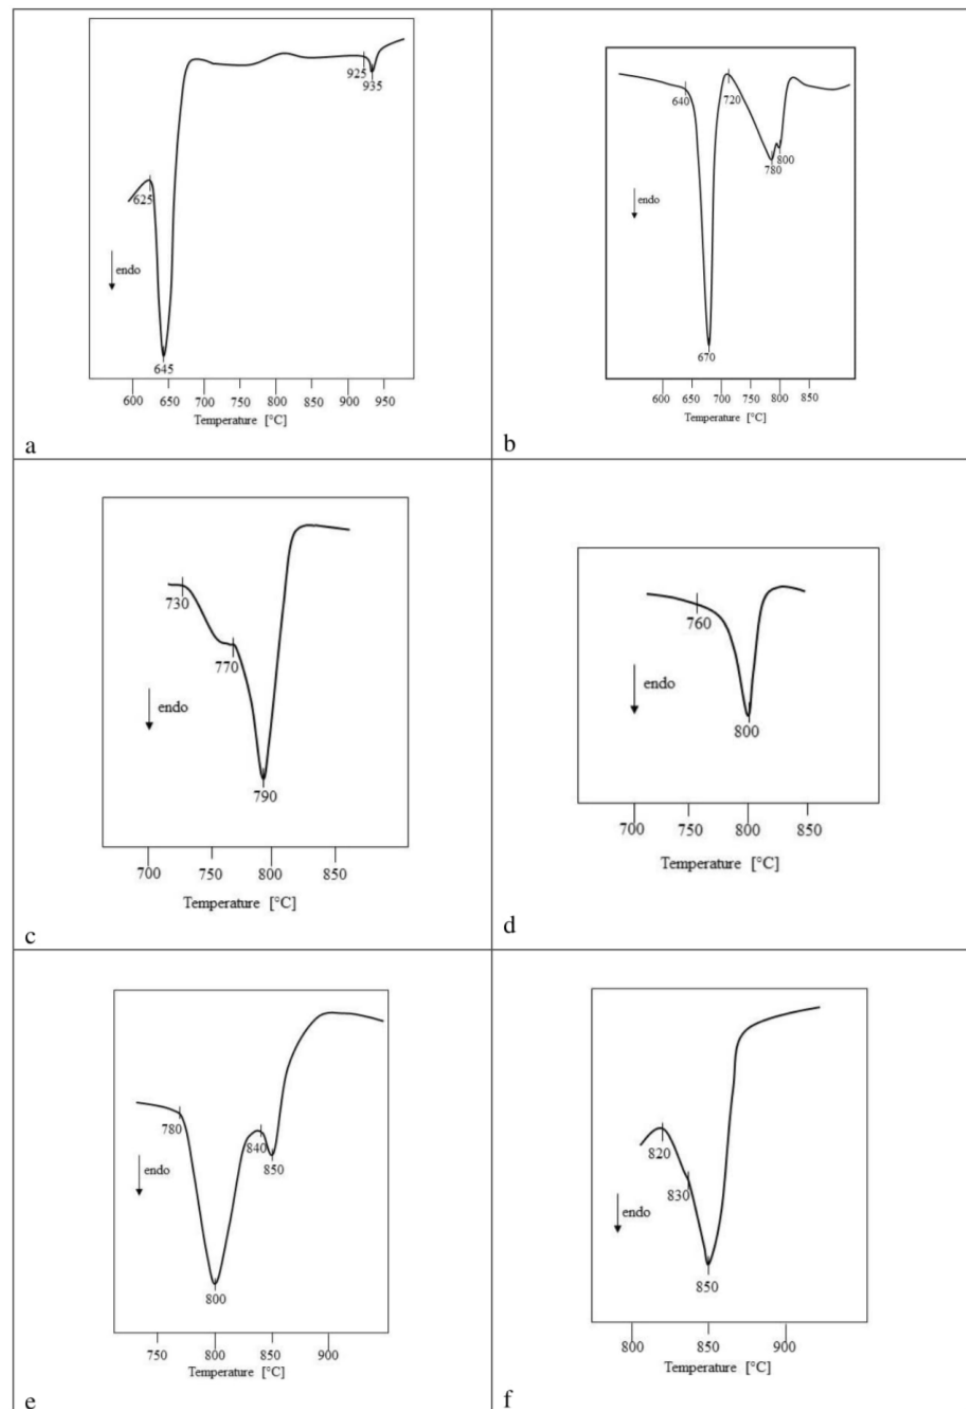 925
935
625
endo
645
600 650 700 750 800 850 900 950
Temperature [°C]
a
640
720
800
780
endo
670
600 650 700 750 800 850
Temperature [°C]
b
730
770
endo
790
700 750 800 850
Temperature [°C]
c
760
endo
800
700 750 800 850
Temperature [°C]
d
780
840
850
endo
800
750 800 850 900
Temperature [°C]
e
820
830
endo
850
800 850 900
Temperature [°C]
f